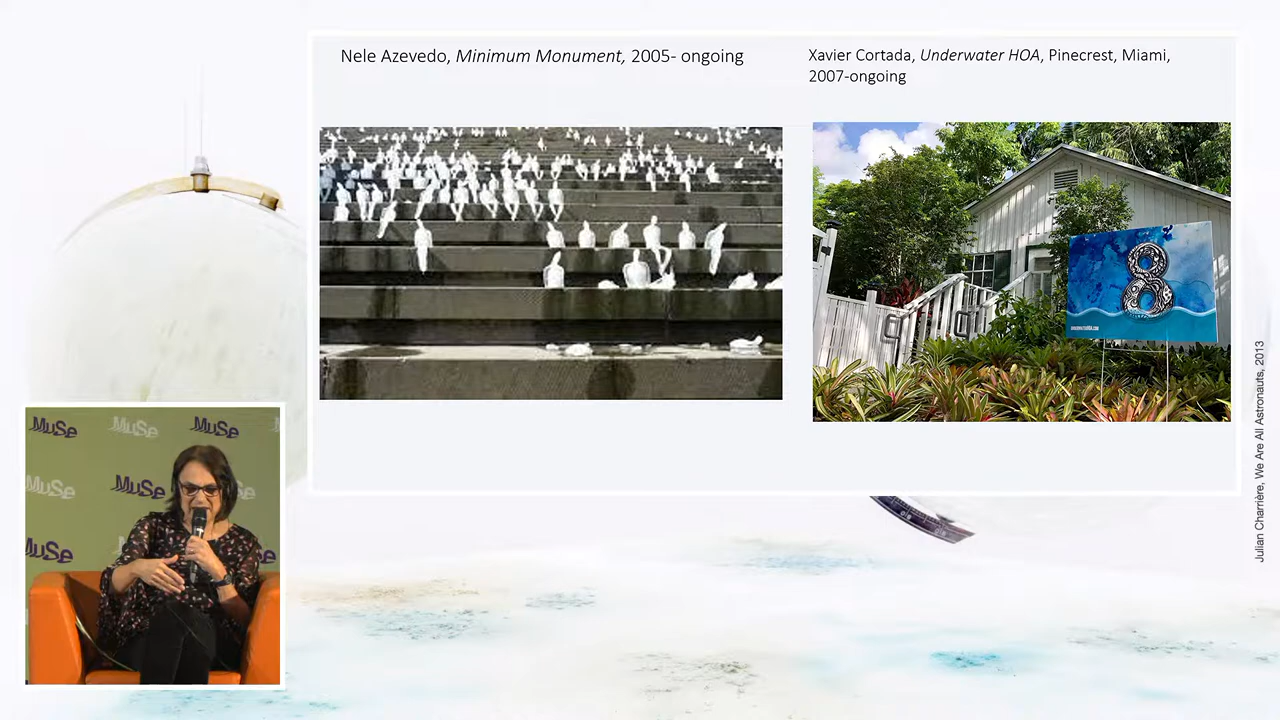 Nele Azevedo, Minimum Monument, 2005- ongoing
Xavier Cortada, Underwater HOA, Pinecrest, Miami,
2007-ongoing
8
Julian Charrière, We Are All Astronauts, 2013
MUSe MUSe MUSe
MUSe MUSe
MUSe